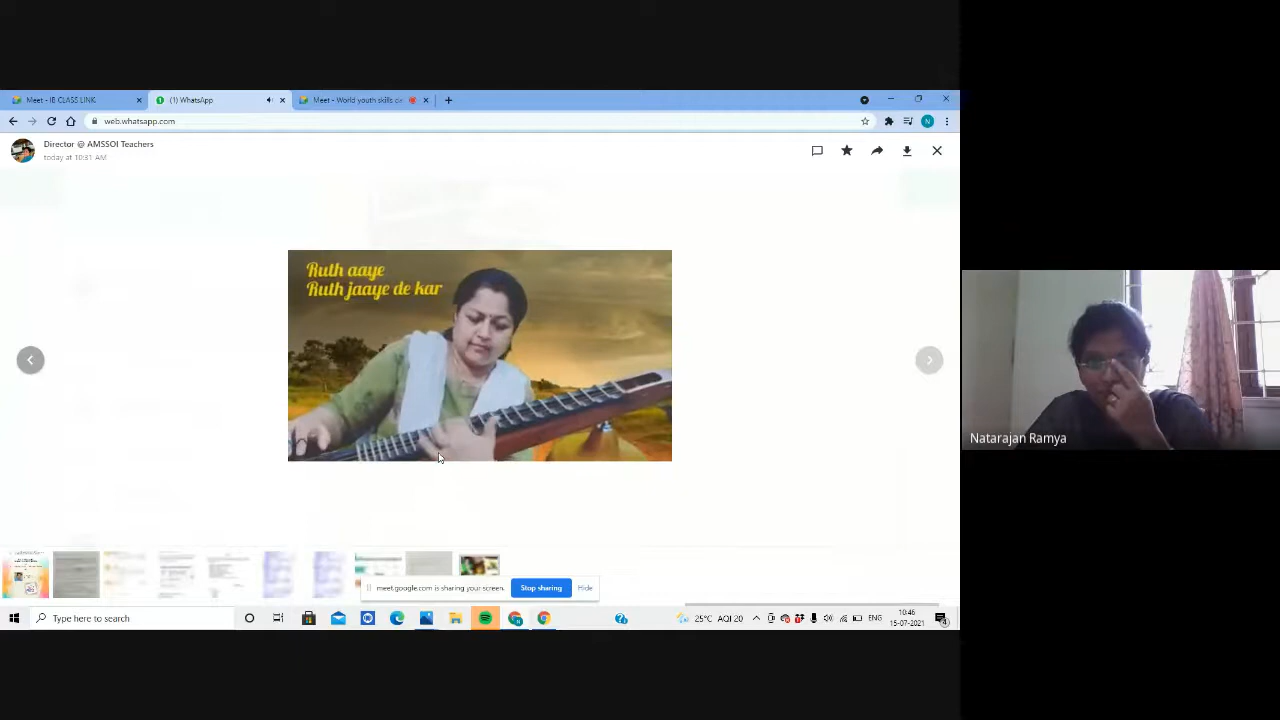 Meet - IB CLASS LINK
(1) WhatsApp
Meet - World youth skills da
web.whatsapp.com
Director @ AMSSOI Teachers
today at 10:31 AM
Ruth aaye
Ruth jaaye de kar
Natarajan Ramya
meet.google.com is sharing your screen.
Stop sharing
Hide
Type here to search
25°C AQI 20
ENG
10:46
15-07-2021